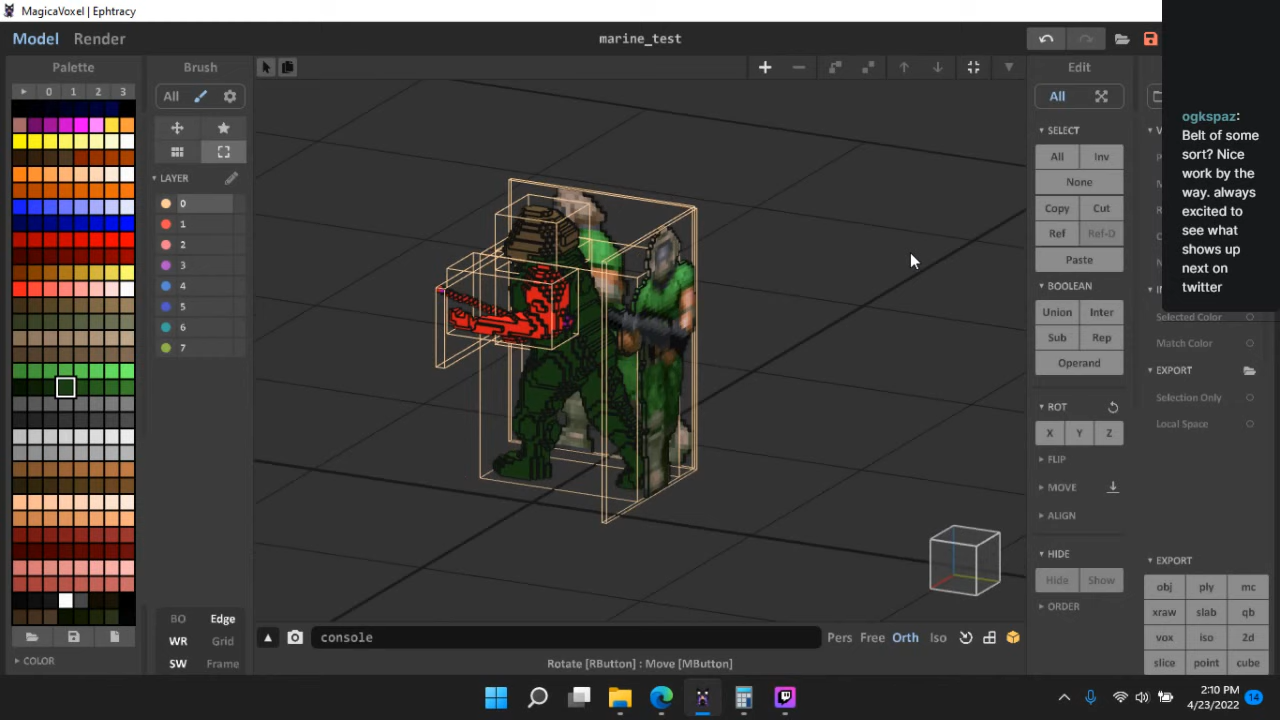 MagicaVoxel | Ephtracy
Model Render
marine_test
Palette
Brush
Edit
0 1 2 3
All
All
LAYER
0
1
2
3
4
5
6
7
SELECT
All Inv
None
Copy Cut
Ref Ref-D
Paste
BOOLEAN
Union Inter
Sub Rep
Operand
ROT
X Y Z
FLIP
MOVE
ALIGN
HIDE
Hide Show
ORDER
ogkspaz:
Belt of some
sort? Nice
work by the
way. always
excited to
see what
shows up
next on
twitter
Selected Color
Match Color
EXPORT
Selection Only
Local Space
EXPORT
obj ply mc
xraw slab qb
vox iso 2d
slice point cube
BO Edge
WR Grid
SW Frame
COLOR
console
Pers Free Orth Iso
Rotate [RButton] : Move [MButton]
2:10 PM
4/23/2022
14